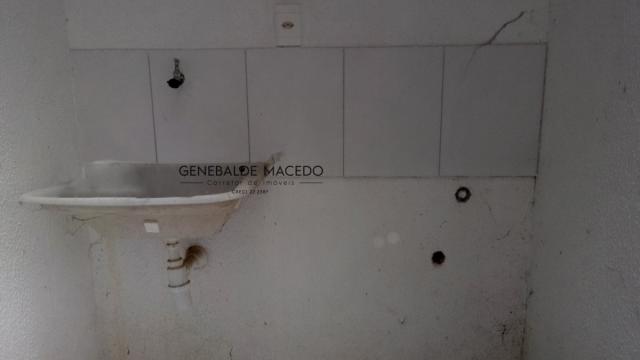 GENEBALDE MACEDO
Corretor de imóveis